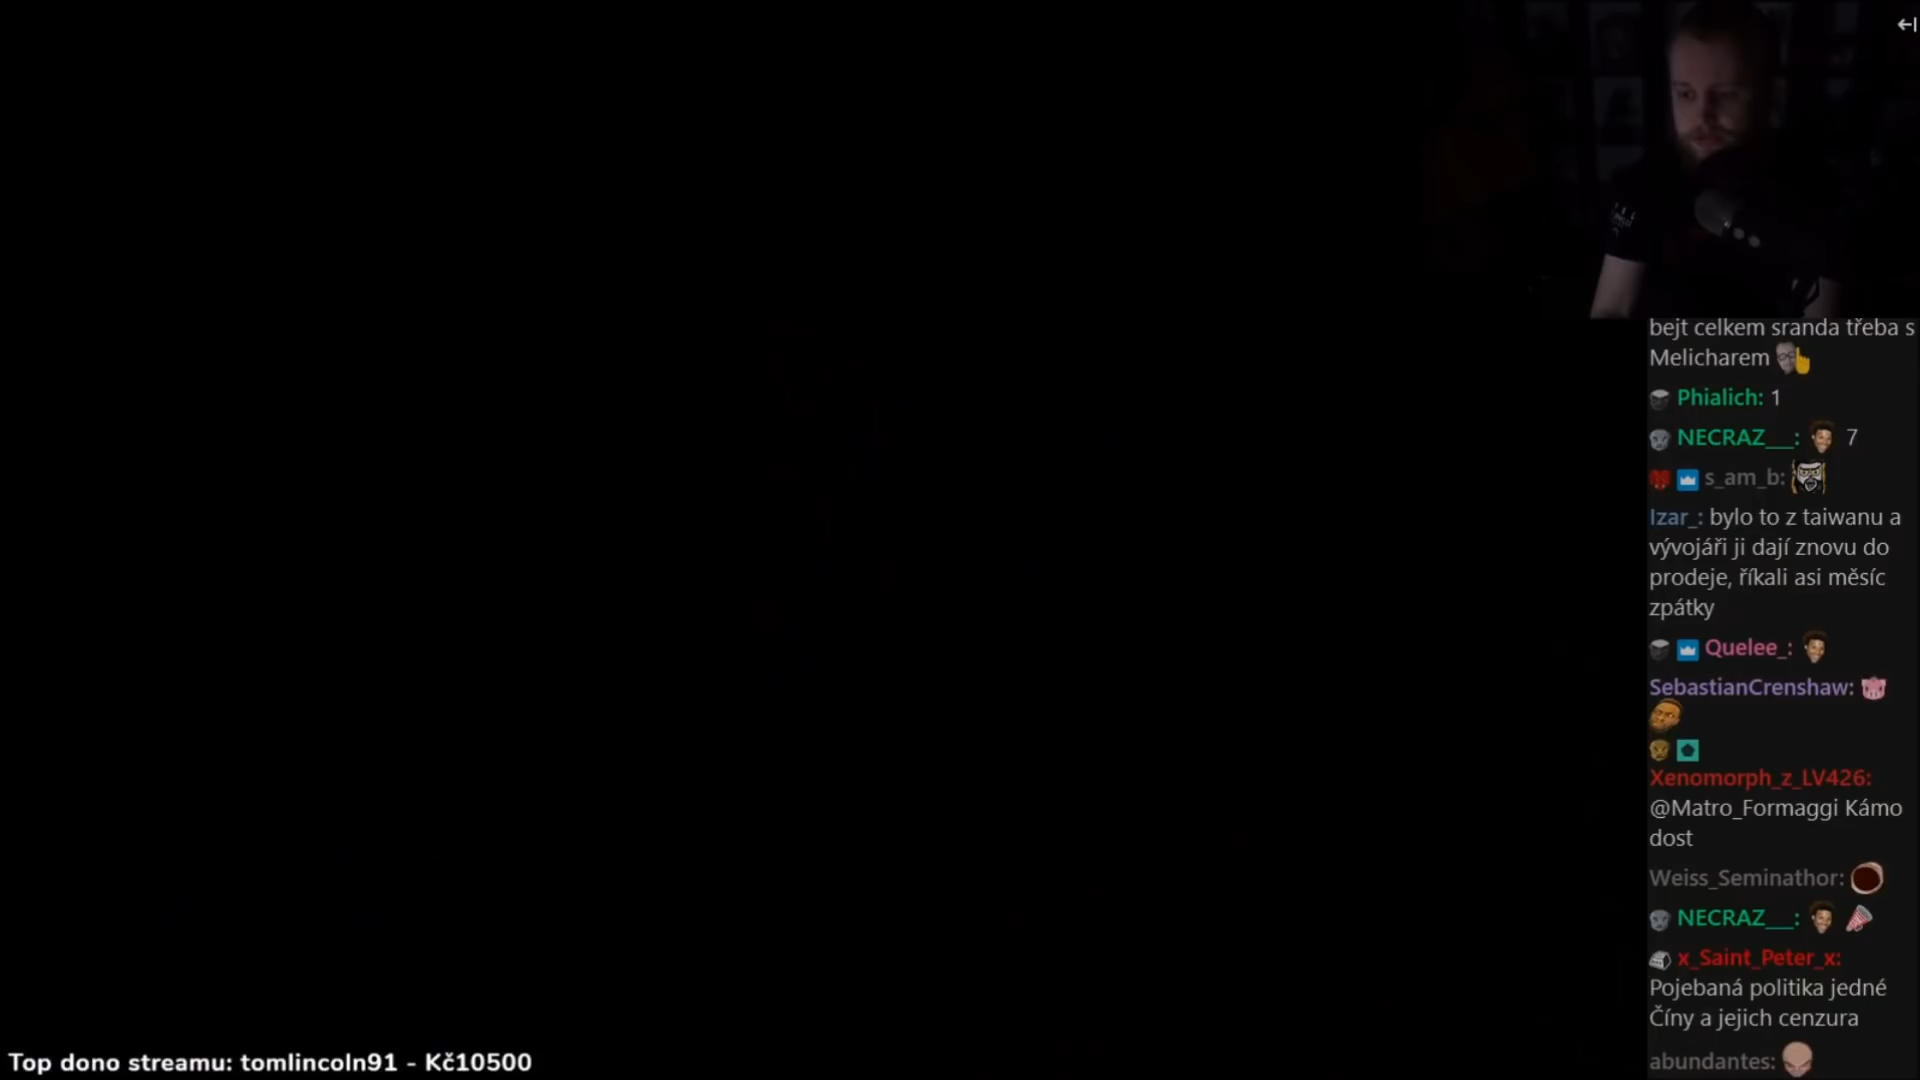 bejt celkem sranda třeba s
Melicharem
Phialich: 1
NECRAZ___: 7
s_am_b:
Izar_: bylo to z taiwanu a
vývojáři ji dají znovu do
prodeje, říkali asi měsíc
zpátky
Quelee_:
SebastianCrenshaw:
Xenomorph_z_LV426:
@Matro_Formaggi Kámo
dost
Weiss_Seminathor:
NECRAZ___:
x_Saint_Peter_x:
Pojebaná politika jedné
Číny a jejich cenzura
abundantes:
Top dono streamu: tomlincoln91 - Kč10500